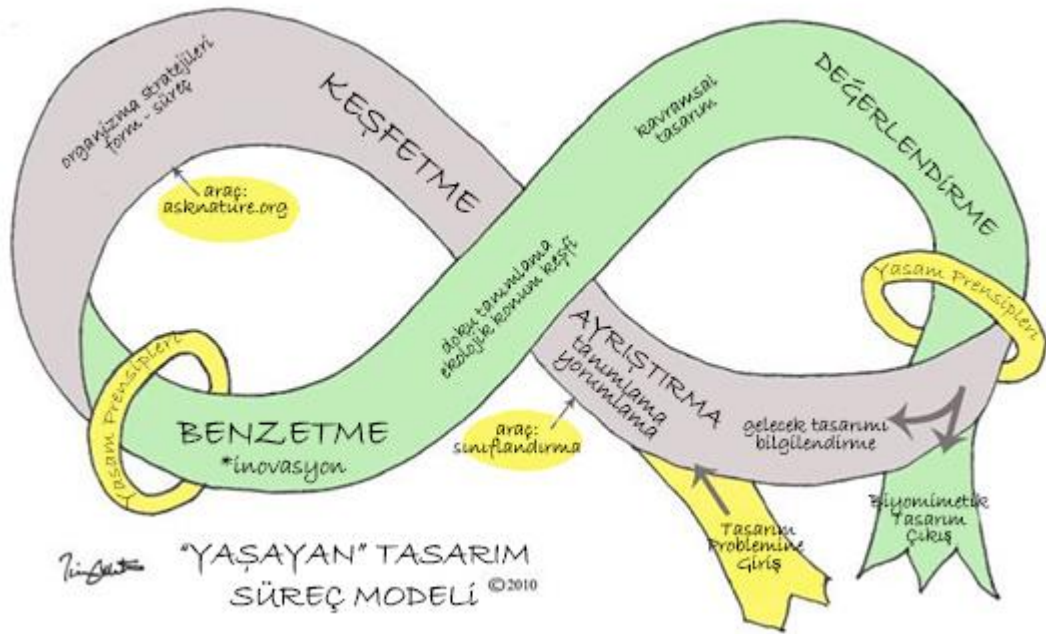 organizma stratejileri
form - süreç
KEŞFETME
araç:
asknature.org
kavramsal
tasarım
DEĞERLENDİRME
Yaşam Prensipleri
doku tanımlama
ekolojik konum keşfi
AYRIŞTIRMA
tanımlama
yorumlama
gelecek tasarımı
bilgilendirme
Yaşam Prensipleri
BENZETME
*inovasyon
araç:
sınıflandırma
Tasarım
Problemine
Giriş
Biyomimetik
Tasarım
Çıkış
"YAŞAYAN" TASARIM
SÜREÇ MODELİ ©2010